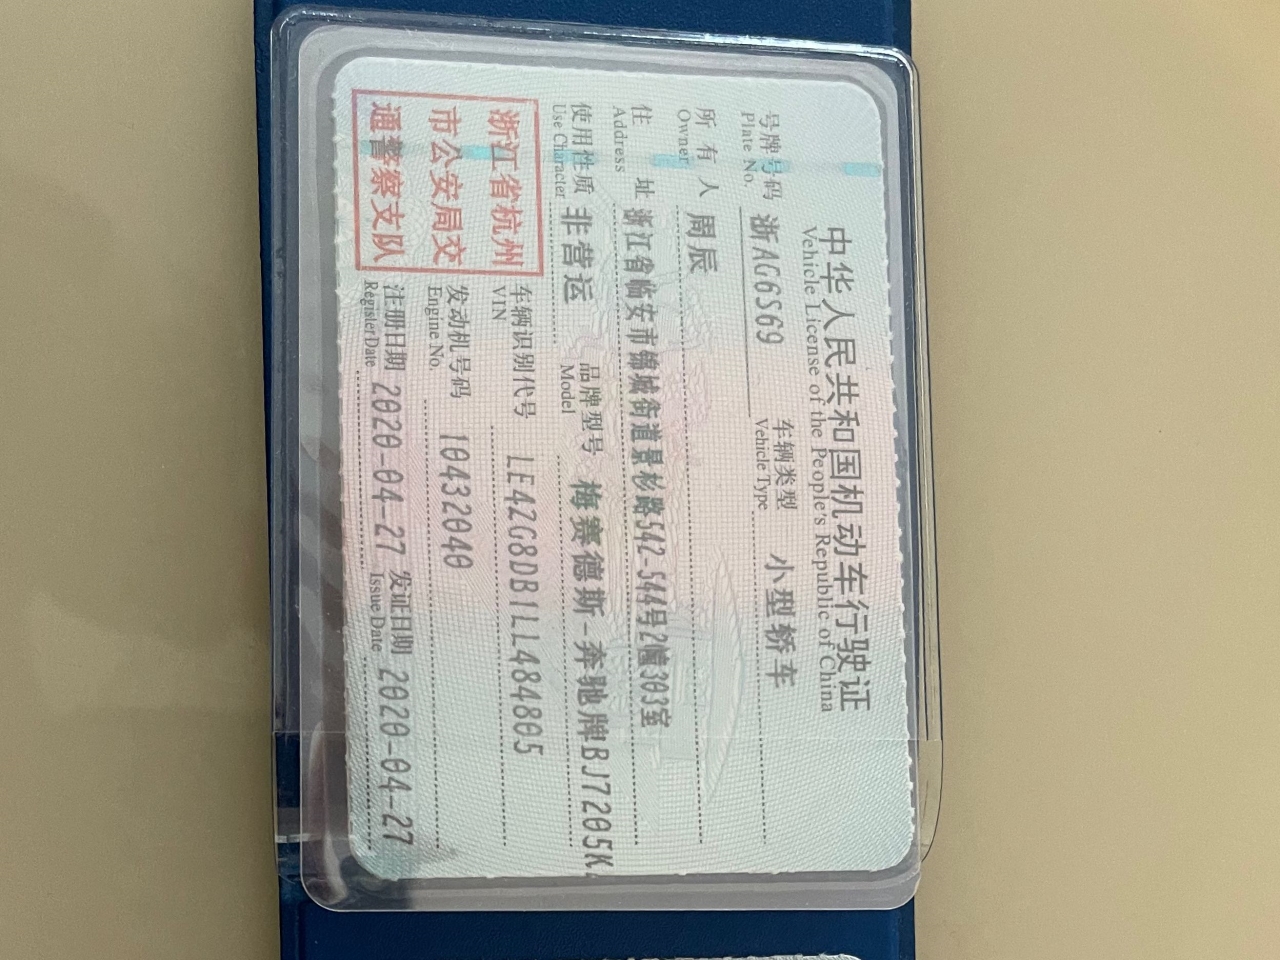 中华人民共和国机动车行驶证
Vehicle License of the People's Republic of China
号牌号码 浙AG6S69 车辆类型 小型轿车
Plate No. Vehicle Type
所有人 周辰
Owner
住址 浙江省临安市锦城街道景杉路542-544号2幢303室
Address
使用性质 非营运 品牌型号 梅赛德斯-奔驰牌BJ7205K
Use Character Model
浙江省杭州
市公安局交
通警察支队
车辆识别代号 LE4ZG8DB1LL484805
VIN
发动机号码 10432040
Engine No.
注册日期 2020-04-27 发证日期 2020-04-27
Register Date Issue Date